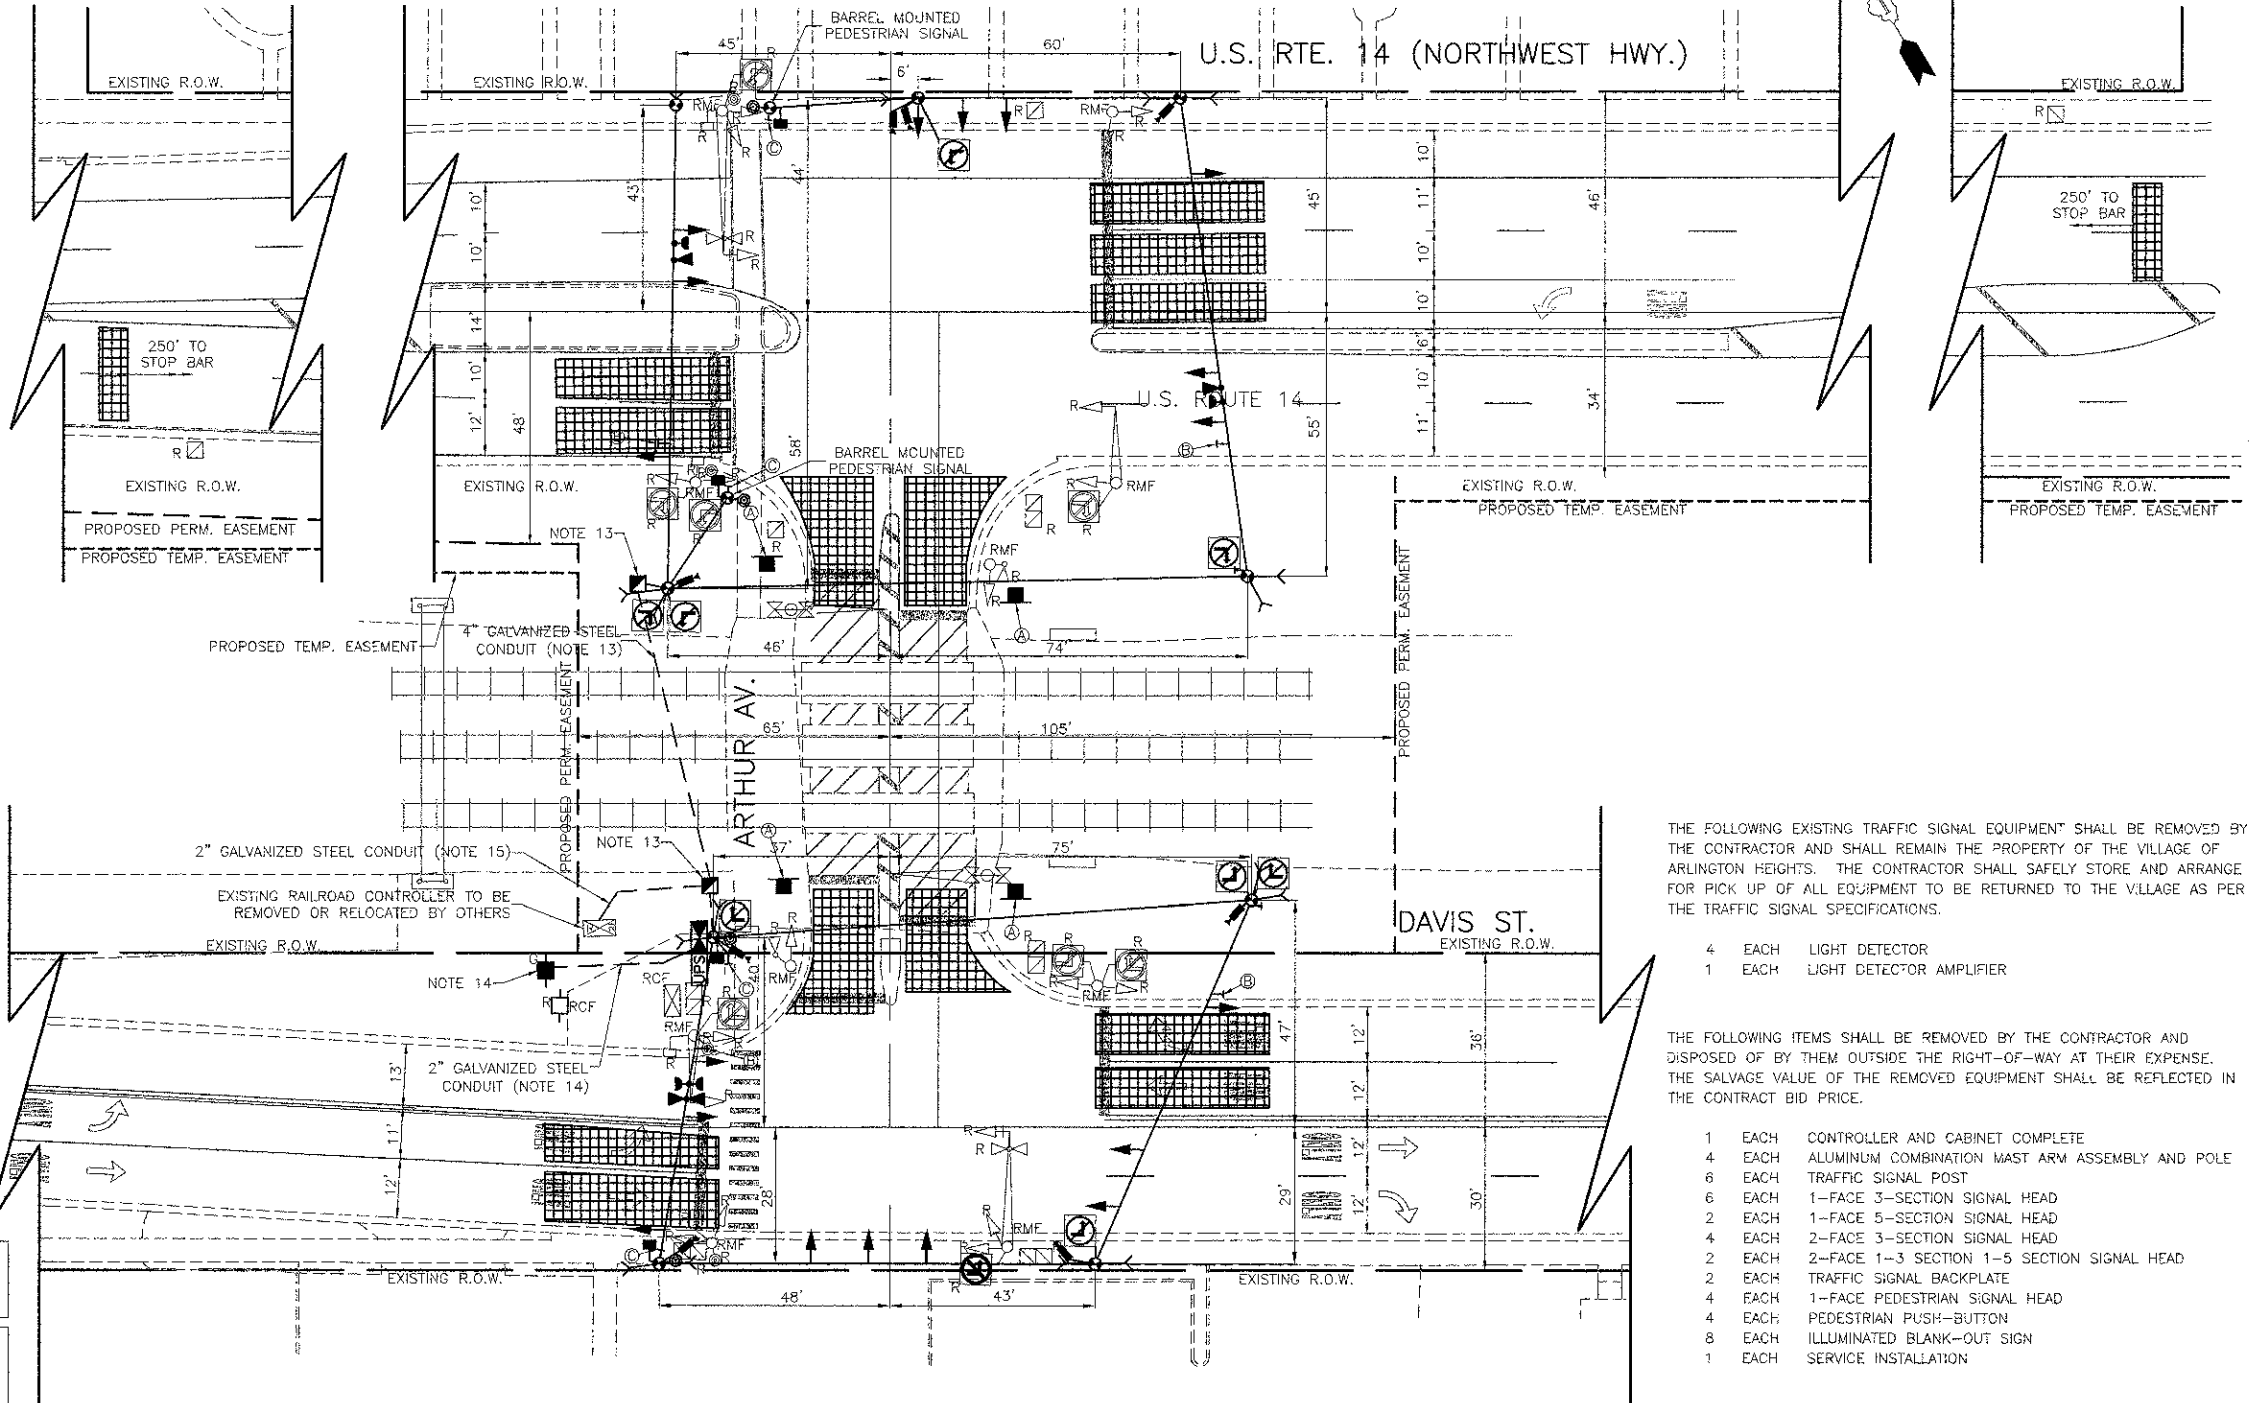 BARREL MOUNTED
PEDESTRIAN SIGNAL
U.S. RTE. 14 (NORTHWEST HWY.)
45'
60'
6'
EXISTING R.O.W.
EXISTING R.O.W.
EXISTING R.O.W.
R
RMF
R
R
R
C
R
RMF
R
R
R
43'
44'
10'
10'
14'
10'
12'
48'
58'
10'
11'
10'
10'
6'
10'
11'
45'
55'
46'
34'
250' TO
STOP BAR
250' TO
STOP BAR
R
R
R
U.S. ROUTE 14
R
B
BARREL MOUNTED
PEDESTRIAN SIGNAL
C
R
RMF
R
R
A
R
R
RMF
R
R
EXISTING R.O.W.
EXISTING R.O.W.
EXISTING R.O.W.
EXISTING R.O.W.
PROPOSED PERM. EASEMENT
PROPOSED TEMP. EASEMENT
PROPOSED TEMP. EASEMENT
PROPOSED TEMP. EASEMENT
NOTE 13
RMF
R
R
A
PROPOSED TEMP. EASEMENT
4" GALVANIZED STEEL
CONDUIT (NOTE 13)
46'
74'
PROPOSED PERM. EASEMENT
PROPOSED PERM. EASEMENT
ARTHUR AV.
65'
105'
A
NOTE 13
37'
75'
2" GALVANIZED STEEL CONDUIT (NOTE 15)
EXISTING RAILROAD CONTROLLER TO BE
REMOVED OR RELOCATED BY OTHERS
EXISTING R.O.W.
DAVIS ST.
EXISTING R.O.W.
A
R
R
R
RMF
R
G
NOTE 14
R
RCF
RCF
UPS
R
C
40'
RMF
R
R
RMF
R
R
B
2" GALVANIZED STEEL
CONDUIT (NOTE 14)
13'
11'
12'
47'
12'
12'
12'
12'
36'
30'
29'
28'
R
R
R
R
RMF
R
R
RMF
C
R
EXISTING R.O.W.
EXISTING R.O.W.
48'
43'
THE FOLLOWING EXISTING TRAFFIC SIGNAL EQUIPMENT SHALL BE REMOVED BY
THE CONTRACTOR AND SHALL REMAIN THE PROPERTY OF THE VILLAGE OF
ARLINGTON HEIGHTS. THE CONTRACTOR SHALL SAFELY STORE AND ARRANGE
FOR PICK UP OF ALL EQUIPMENT TO BE RETURNED TO THE VILLAGE AS PER
THE TRAFFIC SIGNAL SPECIFICATIONS.
4 EACH LIGHT DETECTOR
1 EACH LIGHT DETECTOR AMPLIFIER
THE FOLLOWING ITEMS SHALL BE REMOVED BY THE CONTRACTOR AND
DISPOSED OF BY THEM OUTSIDE THE RIGHT-OF-WAY AT THEIR EXPENSE.
THE SALVAGE VALUE OF THE REMOVED EQUIPMENT SHALL BE REFLECTED IN
THE CONTRACT BID PRICE.
1 EACH CONTROLLER AND CABINET COMPLETE
4 EACH ALUMINUM COMBINATION MAST ARM ASSEMBLY AND POLE
6 EACH TRAFFIC SIGNAL POST
6 EACH 1-FACE 3-SECTION SIGNAL HEAD
2 EACH 1-FACE 5-SECTION SIGNAL HEAD
4 EACH 2-FACE 3-SECTION SIGNAL HEAD
2 EACH 2-FACE 1-3 SECTION 1-5 SECTION SIGNAL HEAD
2 EACH TRAFFIC SIGNAL BACKPLATE
4 EACH 1-FACE PEDESTRIAN SIGNAL HEAD
4 EACH PEDESTRIAN PUSH-BUTTON
8 EACH ILLUMINATED BLANK-OUT SIGN
1 EACH SERVICE INSTALLATION